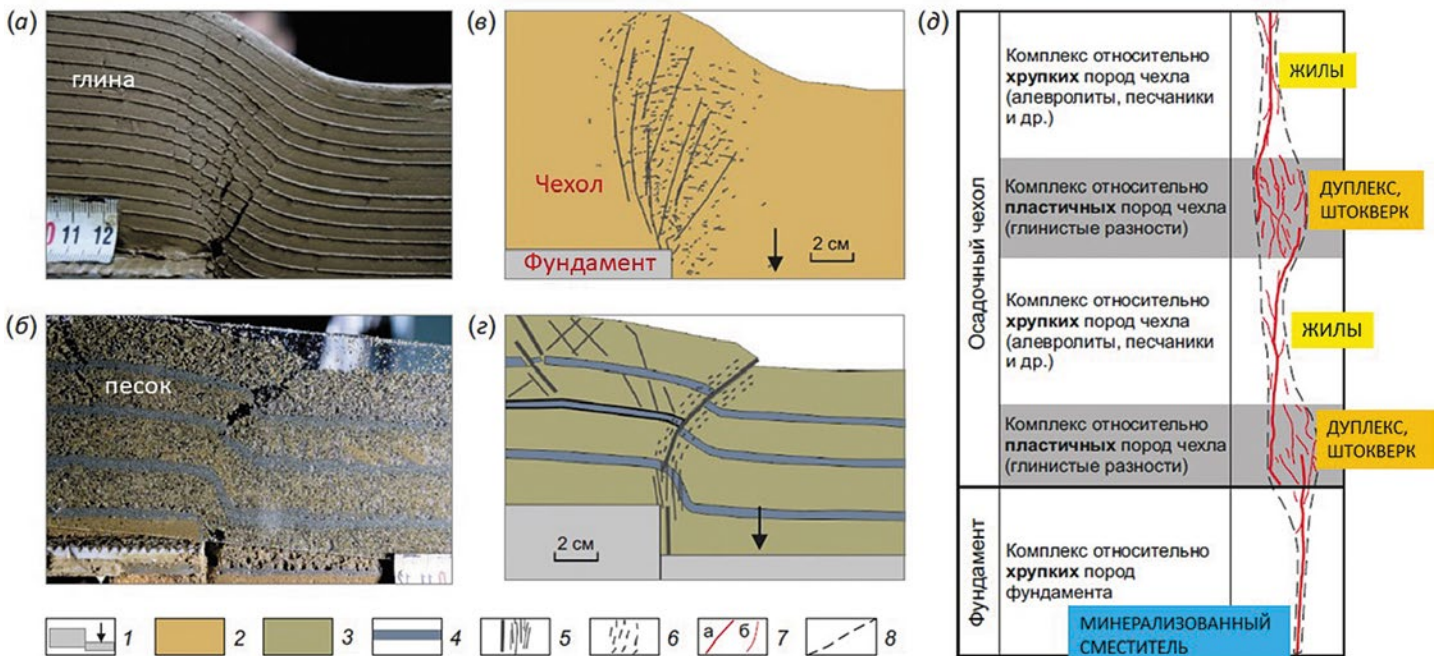 (а)
глина
0 11 12
(в)
Чехол
Фундамент
2 см
(б)
песок
(г)
2 см
(д)
Осадочный чехол
Комплекс относительно
хрупких пород чехла
(алевролиты, песчаники
и др.)
ЖИЛЫ
Комплекс относительно
пластичных пород чехла
(глинистые разности)
ДУПЛЕКС,
ШТОКВЕРК
Комплекс относительно
хрупких пород чехла
(алевролиты, песчаники
и др.)
ЖИЛЫ
Комплекс относительно
пластичных пород чехла
(глинистые разности)
ДУПЛЕКС,
ШТОКВЕРК
Фундамент
Комплекс относительно
хрупких пород
фундамента
МИНЕРАЛИЗОВАННЫЙ
СМЕСТИТЕЛЬ
1 2 3 4 5 6 а б 7 8